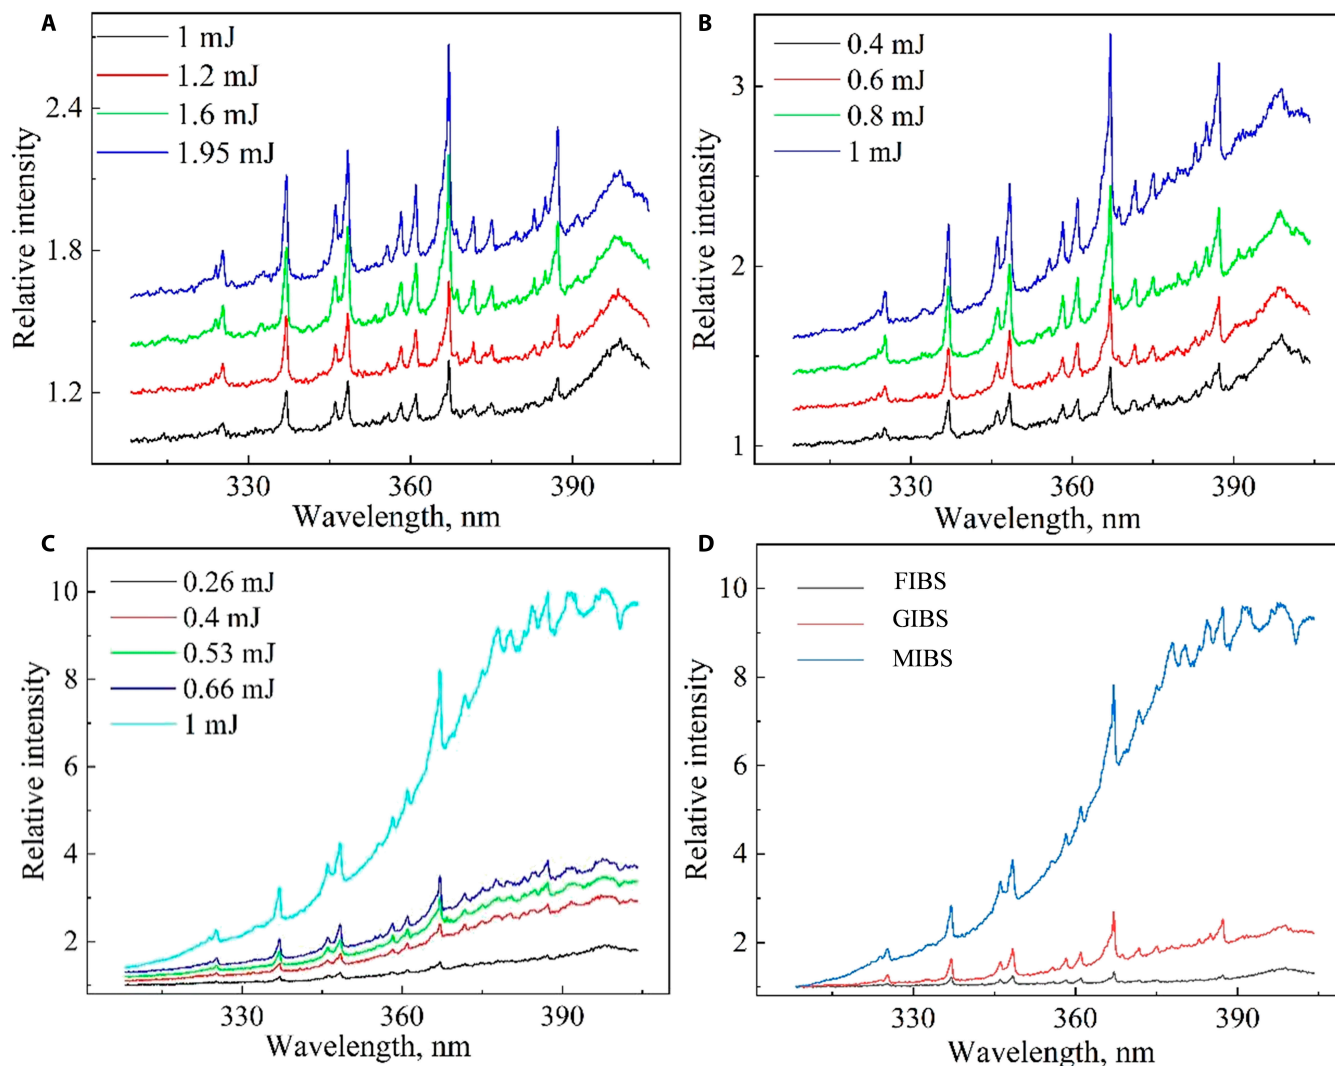 A
1 mJ
1.2 mJ
1.6 mJ
1.95 mJ
2.4
1.8
1.2
Relative intensity
330
360
390
Wavelength, nm
B
0.4 mJ
0.6 mJ
0.8 mJ
1 mJ
3
2
1
Relative intensity
330
360
390
Wavelength, nm
C
0.26 mJ
0.4 mJ
0.53 mJ
0.66 mJ
1 mJ
10
8
6
4
2
Relative intensity
330
360
390
Wavelength, nm
D
FIBS
GIBS
MIBS
10
8
6
4
2
Relative intensity
330
360
390
Wavelength, nm